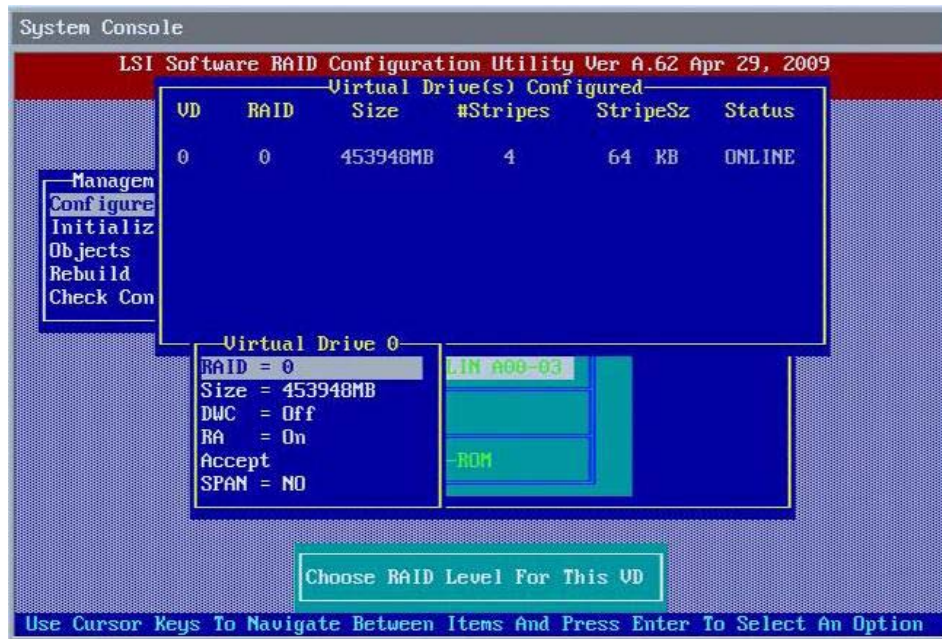 System Console
LSI Software RAID Configuration Utility Ver A.62 Apr 29, 2009
Virtual Drive(s) Configured
VD RAID Size #Stripes StripeSz Status
0 0 453948MB 4 64 KB ONLINE
Managem
Configure
Initializ
Objects
Rebuild
Check Con
Virtual Drive 0
RAID = 0
LIN A00-03
Size = 453948MB
DWC = Off
RA = On
Accept
-ROM
SPAN = NO
Choose RAID Level For This VD
Use Cursor Keys To Navigate Between Items And Press Enter To Select An Option